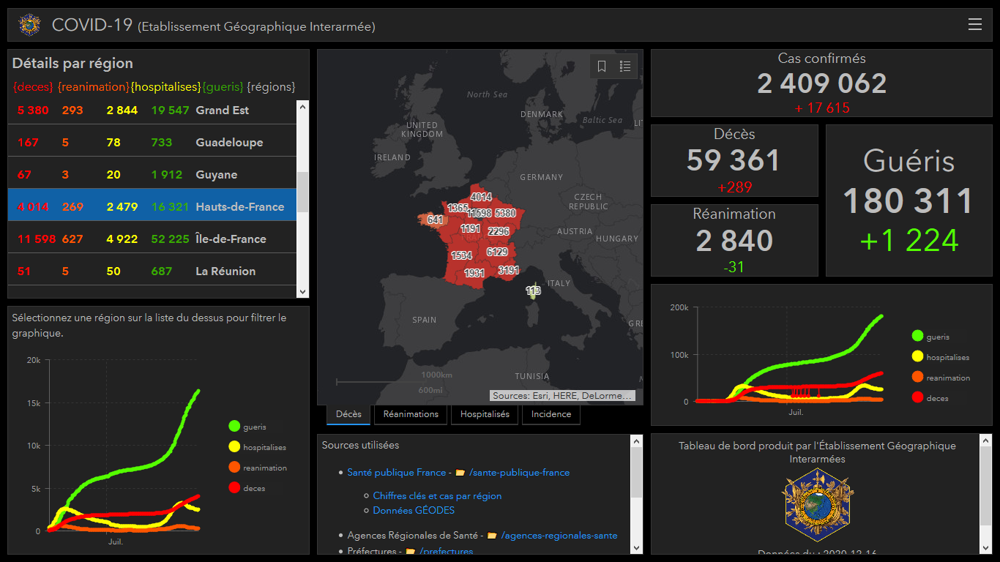 COVID-19 (Etablissement Géographique Interarmée)
Détails par région
{deces} {reanimation}{hospitalises}{gueris} {régions}
5 380 293 2 844 19 547 Grand Est
167 5 78 733 Guadeloupe
67 3 20 1 912 Guyane
4 014 269 2 479 16 321 Hauts-de-France
11 598 627 4 922 52 225 Île-de-France
51 5 50 687 La Réunion
Sélectionnez une région sur la liste du dessus pour filtrer le
graphique.
20k
15k
10k
5k
0
Juil.
gueris
hospitalises
reanimation
deces
North Sea
DENMARK
Baltic Sea
LIT
UNITED
KINGDOM
IRELAND
GERMANY
CZECH
REPUBLIC
AUSTRIA
HUNGARY
FRANCE
ITALY
SPAIN
GRE
TUNISIA
4014
1365
11598
5380
641
1191
2296
1534
6129
1931
3191
113
1000km
600mi
Sources: Esri, HERE, DeLorme...
Décès
Réanimations
Hospitalisés
Incidence
Sources utilisées
Santé publique France - /sante-publique-france
Chiffres clés et cas par région
Données GÉODES
Agences Régionales de Santé - /agences-regionales-sante
Préfectures - /prefectures
Cas confirmés
2 409 062
+ 17 615
Décès
59 361
+289
Réanimation
2 840
-31
Guéris
180 311
+1 224
200k
100k
0
Juil.
gueris
hospitalises
reanimation
deces
Tableau de bord produit par l'Établissement Géographique
Interarmées
Données du : 2020-12-16